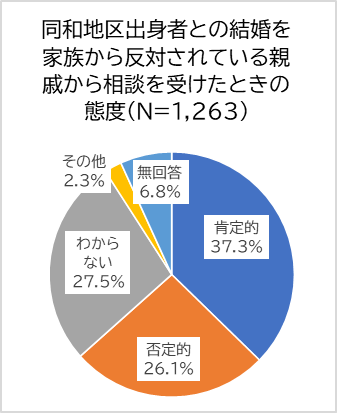 同和地区出身者との結婚を
家族から反対されている親
戚から相談を受けたときの
態度(N=1,263)
その他
2.3%
無回答
6.8%
肯定的
37.3%
わから
ない
27.5%
否定的
26.1%